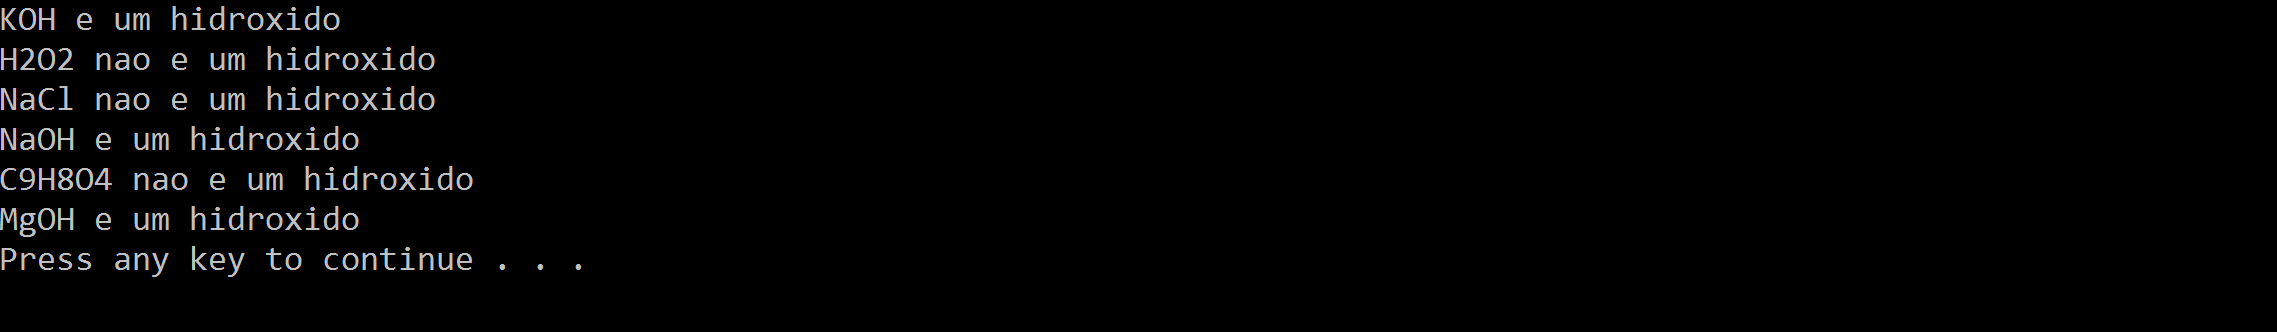 KOH e um hidroxido
H2O2 nao e um hidroxido
NaCl nao e um hidroxido
NaOH e um hidroxido
C9H8O4 nao e um hidroxido
MgOH e um hidroxido
Press any key to continue . . .